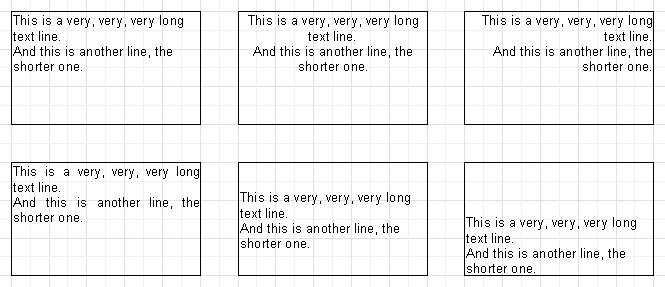 This is a very, very, very long
text line.
And this is another line, the
shorter one.
This is a very, very, very long
text line.
And this is another line, the
shorter one.
This is a very, very, very long
text line.
And this is another line, the
shorter one.
This is a very, very, very long
text line.
And this is another line, the
shorter one.
This is a very, very, very long
text line.
And this is another line, the
shorter one.
This is a very, very, very long
text line.
And this is another line, the
shorter one.